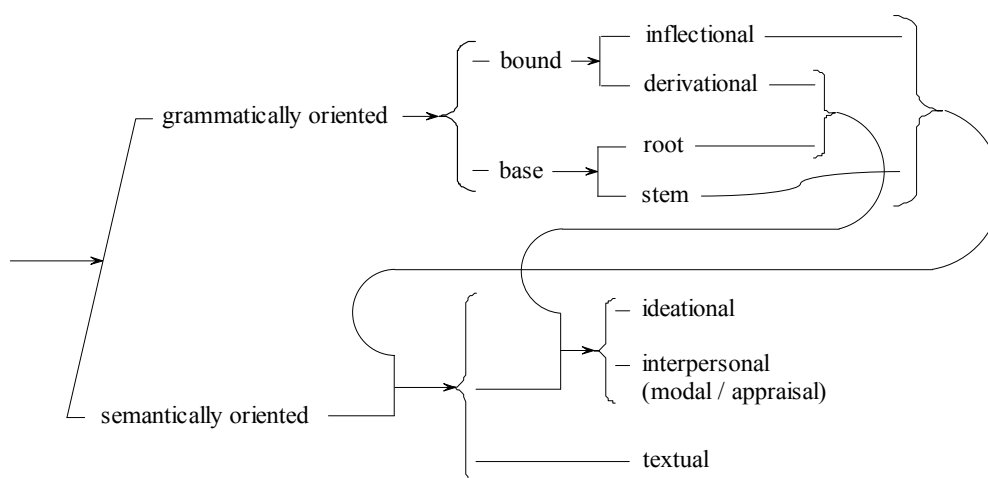 inflectional
bound
derivational
grammatically oriented
root
base
stem
ideational
interpersonal
(modal / appraisal)
semantically oriented
textual